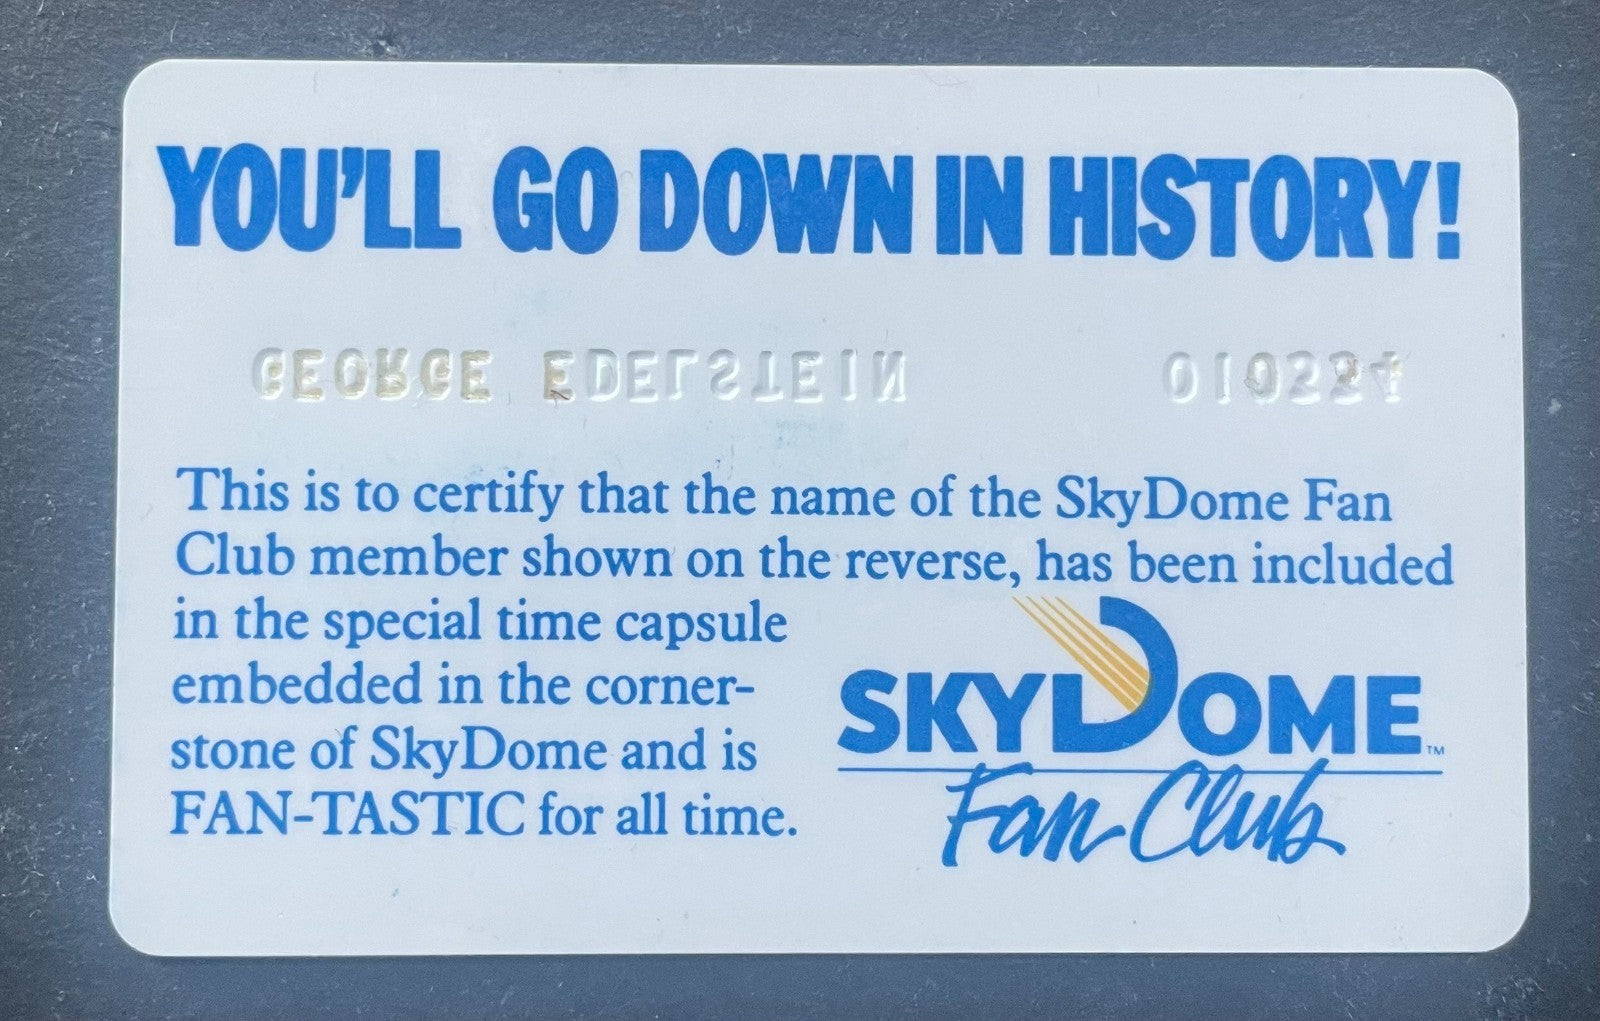 YOU'LL GO DOWN IN HISTORY!
GEORGE EDELSTEIN
This is to certify that the name of the SkyDome Fan
Club member shown on the reverse, has been included
in the special time capsule
embedded in the corner-
stone of SkyDome and is
FAN-TASTIC for all time.
SKYDOME™
Fan Club